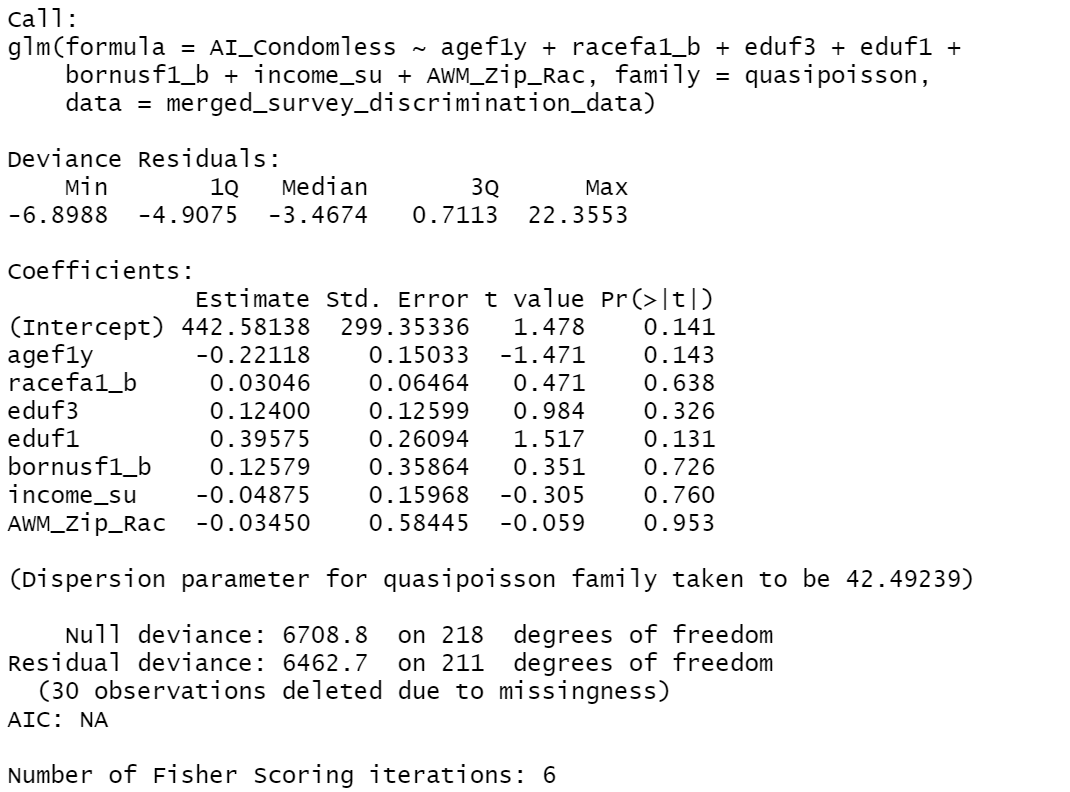 Call:
glm(formula = AI_Condomless ~ agef1y + racefa1_b + eduf3 + eduf1 +
    bornusf1_b + income_su + AWM_Zip_Rac, family = quasipoisson,
    data = merged_survey_discrimination_data)

Deviance Residuals:
    Min       1Q   Median       3Q      Max
-6.8988  -4.9075  -3.4674   0.7113  22.3553

Coefficients:
             Estimate Std. Error t value Pr(>|t|)
(Intercept) 442.58138  299.35336   1.478    0.141
agef1y       -0.22118    0.15033  -1.471    0.143
racefa1_b     0.03046    0.06464   0.471    0.638
eduf3         0.12400    0.12599   0.984    0.326
eduf1         0.39575    0.26094   1.517    0.131
bornusf1_b    0.12579    0.35864   0.351    0.726
income_su    -0.04875    0.15968  -0.305    0.760
AWM_Zip_Rac  -0.03450    0.58445  -0.059    0.953

(Dispersion parameter for quasipoisson family taken to be 42.49239)

    Null deviance: 6708.8  on 218  degrees of freedom
Residual deviance: 6462.7  on 211  degrees of freedom
  (30 observations deleted due to missingness)
AIC: NA

Number of Fisher Scoring iterations: 6